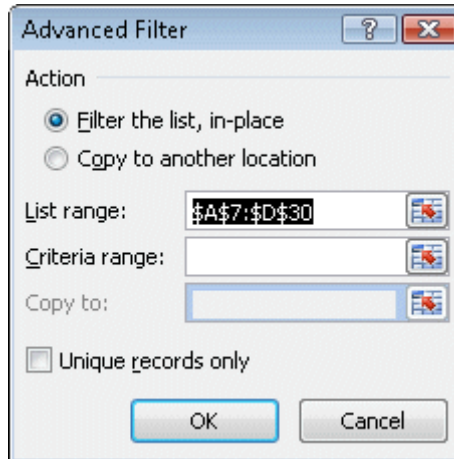 Advanced Filter
Action
Filter the list, in-place
Copy to another location
List range: $A$7:$D$30
Criteria range:
Copy to:
Unique records only
OK Cancel